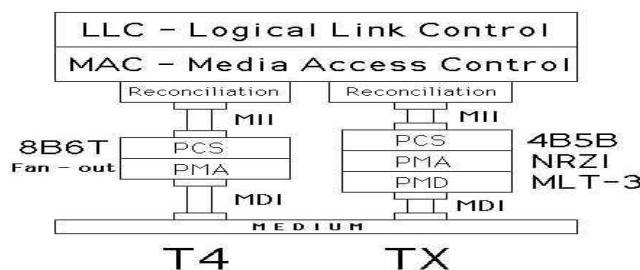 LLC - Logical Link Control
MAC - Media Access Control
Reconciliation Reconciliation
MII MII
8B6T PCS PCS 4B5B
Fan - out PMA PMA NRZI
PMD MLT-3
MDI MDI
MEDIUM
T4 TX